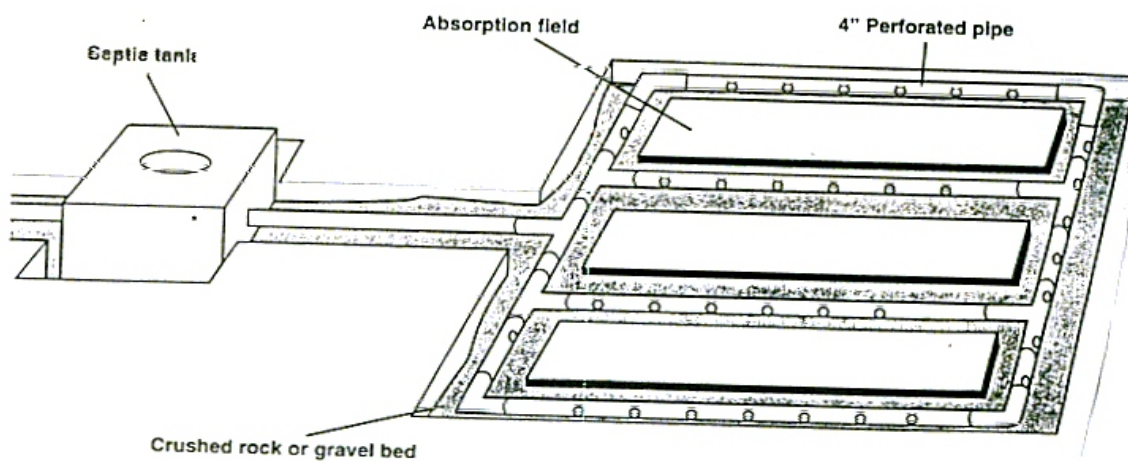 Absorption field
4” Perforated pipe
Septic tank
Crushed rock or gravel bed